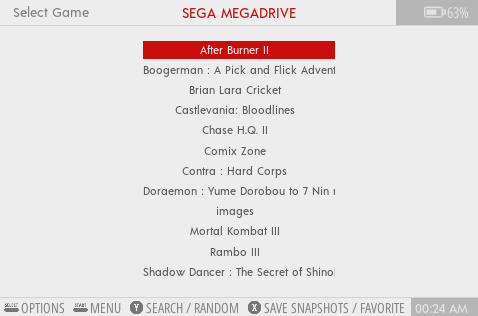 Select Game
SEGA MEGADRIVE
63%
After Burner II
Boogerman : A Pick and Flick Advent
Brian Lara Cricket
Castlevania: Bloodlines
Chase H.Q. II
Comix Zone
Contra : Hard Corps
Doraemon : Yume Dorobou to 7 Nin
images
Mortal Kombat III
Rambo III
Shadow Dancer : The Secret of Shino
SELECT OPTIONS START MENU Y SEARCH / RANDOM X SAVE SNAPSHOTS / FAVORITE 00:24 AM